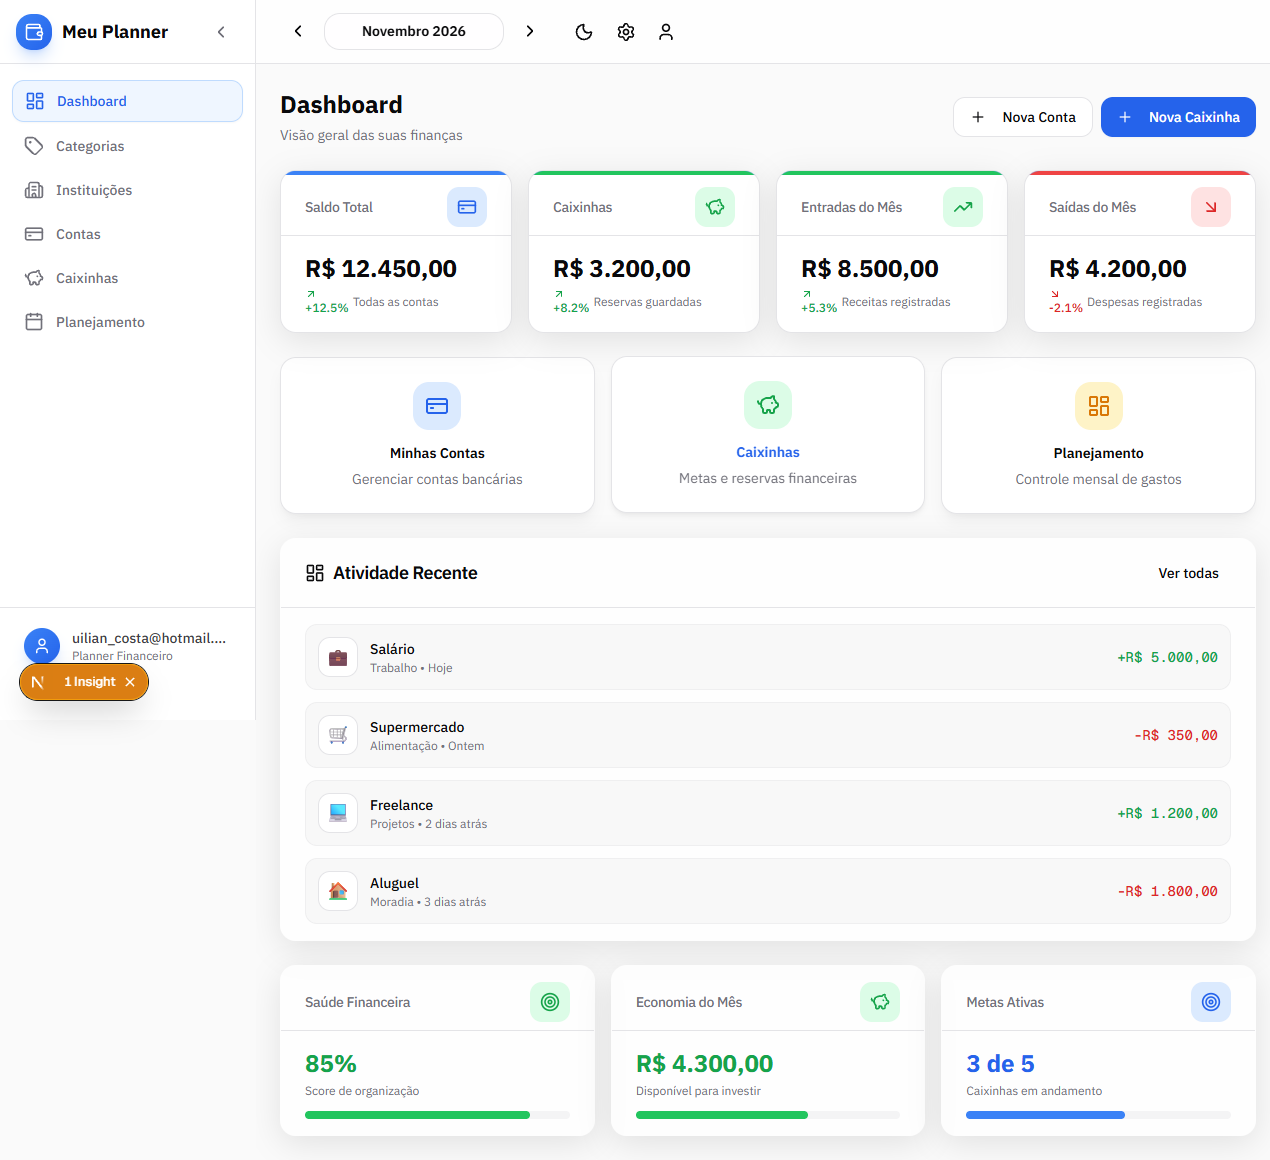 Meu Planner
Novembro 2026
Dashboard
Categorias
Instituições
Contas
Caixinhas
Planejamento
uilian_costa@hotmail....
Planner Financeiro
1 Insight
Dashboard
Visão geral das suas finanças
Nova Conta
Nova Caixinha
Saldo Total
R$ 12.450,00
+12.5% Todas as contas
Caixinhas
R$ 3.200,00
+8.2% Reservas guardadas
Entradas do Mês
R$ 8.500,00
+5.3% Receitas registradas
Saídas do Mês
R$ 4.200,00
-2.1% Despesas registradas
Minhas Contas
Gerenciar contas bancárias
Caixinhas
Metas e reservas financeiras
Planejamento
Controle mensal de gastos
Atividade Recente
Ver todas
Salário
Trabalho • Hoje
+R$ 5.000,00
Supermercado
Alimentação • Ontem
-R$ 350,00
Freelance
Projetos • 2 dias atrás
+R$ 1.200,00
Aluguel
Moradia • 3 dias atrás
-R$ 1.800,00
Saúde Financeira
85%
Score de organização
Economia do Mês
R$ 4.300,00
Disponível para investir
Metas Ativas
3 de 5
Caixinhas em andamento